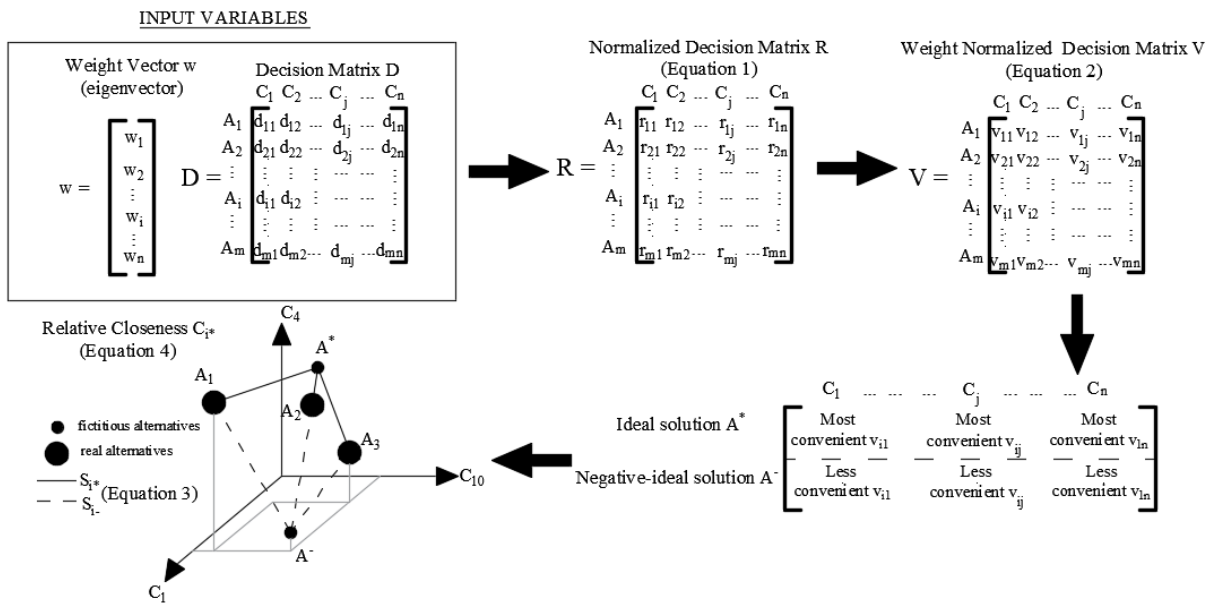 INPUT VARIABLES
Weight Vector w
(eigenvector)
w =
w1
w2
⋮
wi
⋮
wn
Decision Matrix D
C1 C2 ... Cj ... Cn
D =
A1 d11 d12 ... d1j ... d1n
A2 d21 d22 ... d2j ... d2n
⋮ ⋮ ⋮ ⋮ ... ... ⋮
Ai di1 di2 ⋮ ... ... ⋮
⋮ ⋮ ⋮ ⋮ ... ... ⋮
Am dm1 dm2... dmj ... dmn
Normalized Decision Matrix R
(Equation 1)
C1 C2 ... Cj ... Cn
R =
A1 r11 r12 ... r1j ... r1n
A2 r21 r22 ... r2j ... r2n
⋮ ⋮ ⋮ ⋮ ... ... ⋮
Ai ri1 ri2 ⋮ ... ... ⋮
⋮ ⋮ ⋮ ⋮ ... ... ⋮
Am rm1 rm2... rmj ... rmn
Weight Normalized Decision Matrix V
(Equation 2)
C1 C2 ... Cj ... Cn
V =
A1 v11 v12 ... v1j ... v1n
A2 v21 v22 ... v2j ... v2n
⋮ ⋮ ⋮ ⋮ ... ... ⋮
Ai vi1 vi2 ⋮ ... ... ⋮
⋮ ⋮ ⋮ ⋮ ... ... ⋮
Am vm1 vm2... vmj ...vmn
Relative Closeness Ci*
(Equation 4)
C4
A*
A1
A2
A3
fictitious alternatives
real alternatives
Si* (Equation 3)
Si-
C10
A-
C1
C1 ... ... Cj ... ... Cn
Ideal solution A*
Most Most Most
convenient vi1 convenient vij convenient v1n
Negative-ideal solution A-
Less Less Less
convenient vi1 convenient vij convenient v1n